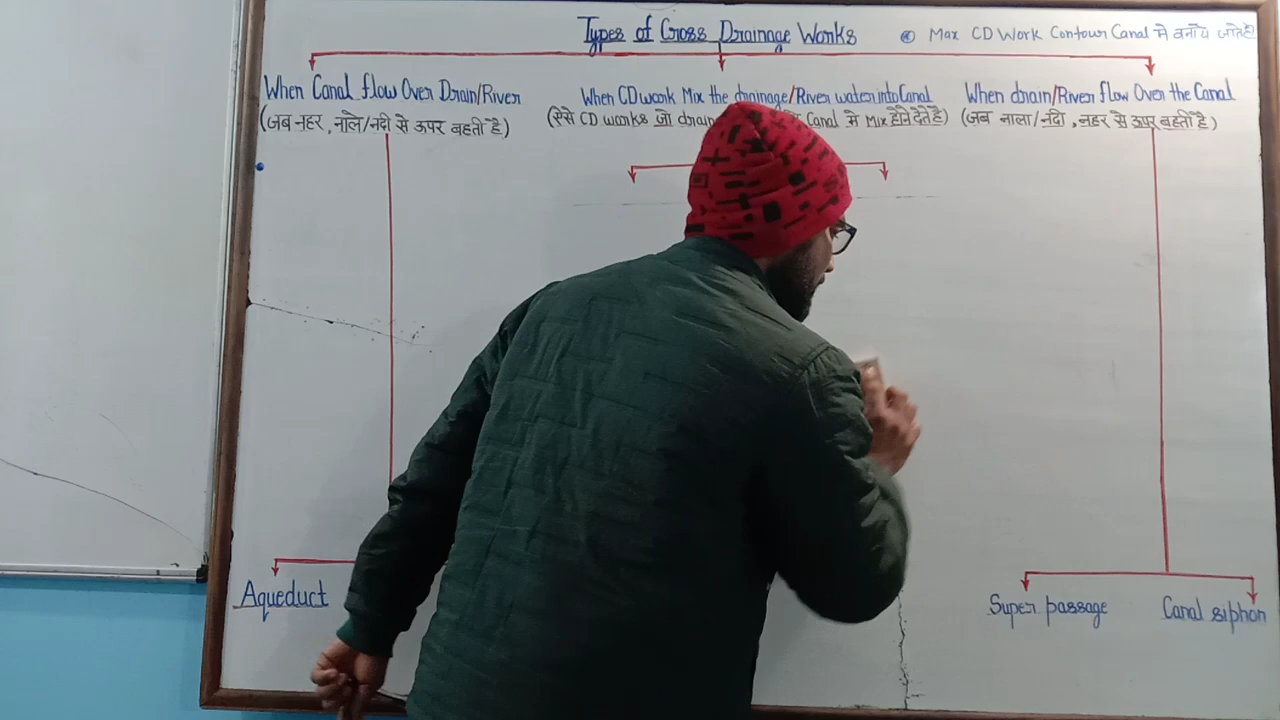 Types of Cross Drainage Works
Max CD Work Contour Canal मे बनाये जाते है
When Canal flow Over Drain/River
(जब नहर, नाले/नदी से ऊपर बहती है)
When CD work Mix the drainage/River water into Canal
(ऐसे CD works जो drain Canal मे Mix होने देते है)
When drain/River flow Over the Canal
(जब नाला/नदी, नहर से ऊपर बहती है)
Aqueduct
Super passage
Canal siphon